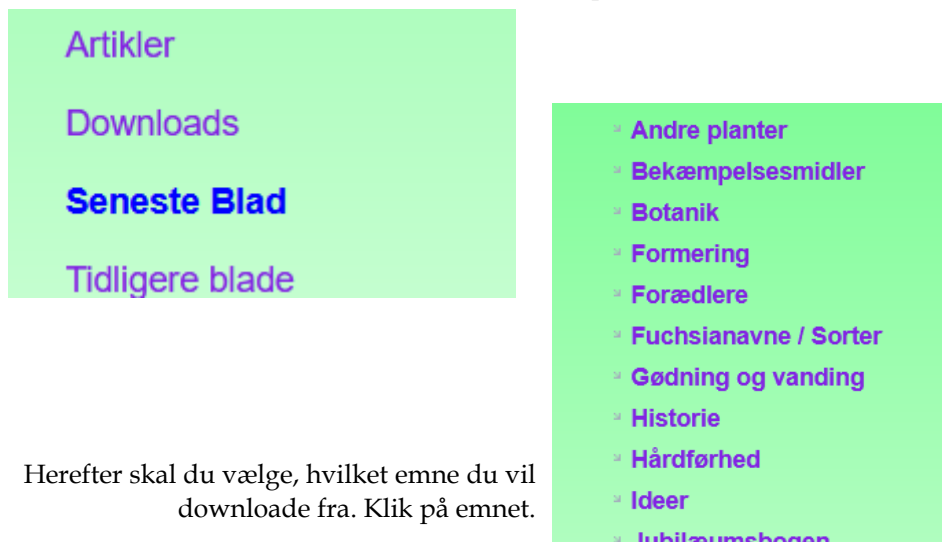 Artikler
Downloads
Seneste Blad
Tidligere blade
Andre planter
Bekæmpelsesmidler
Botanik
Formering
Forædlere
Fuchsianavne / Sorter
Gødning og vanding
Historie
Hårdførhed
Ideer
Jubilæumsbogen
Herefter skal du vælge, hvilket emne du vil
downloade fra. Klik på emnet.